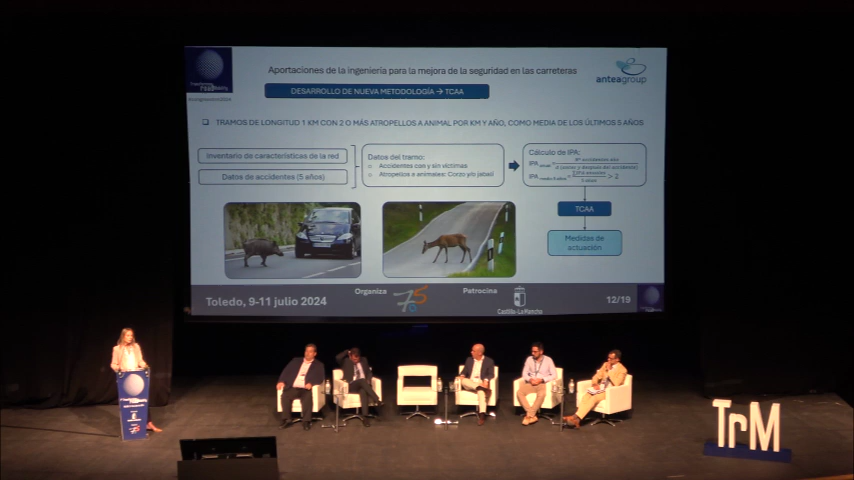 Aportaciones de la ingeniería para la mejora de la seguridad en las carreteras
anteagroup
DESARROLLO DE NUEVA METODOLOGÍA → TCAA
TRAMOS DE LONGITUD 1 KM CON 2 O MÁS ATROPELLOS A ANIMAL POR KM Y AÑO, COMO MEDIA DE LOS ÚLTIMOS 5 AÑOS
Inventario de características de la red
Datos de accidentes (5 años)
Datos del tramo:
Accidentes con y sin víctimas
Atropellos a animales: Corzo y/o jabalí
Cálculo de IPA:
TCAA
Medidas de
actuación
Toledo, 9-11 julio 2024
Organiza
75
Patrocina
Castilla-La Mancha
12/19
TrM